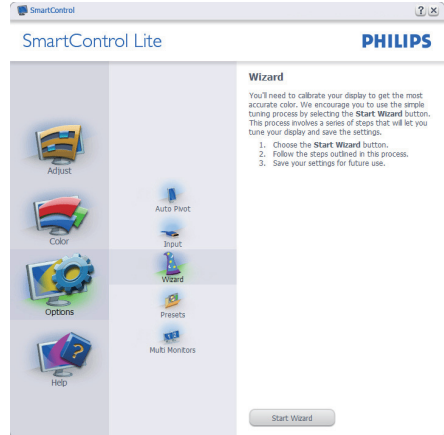 SmartControl
? x
SmartControl Lite
PHILIPS
Adjust
Color
Options
Help
Auto Pivot
Input
Wizard
Presets
Multi Monitors
Wizard
You'll need to calibrate your display to get the most
accurate color. We encourage you to use the simple
tuning process by selecting the Start Wizard button.
This process involves a series of steps that will let you
tune your display and save the settings.
1. Choose the Start Wizard button.
2. Follow the steps outlined in this process.
3. Save your settings for future use.
Start Wizard